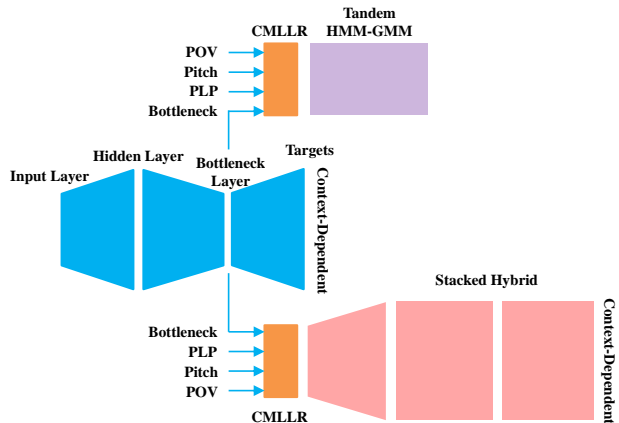 Tandem
HMM-GMM
CMLLR
POV
Pitch
PLP
Bottleneck
Input Layer
Hidden Layer
Bottleneck
Layer
Targets
Context-Dependent
Stacked Hybrid
Bottleneck
PLP
Pitch
POV
CMLLR
Context-Dependent